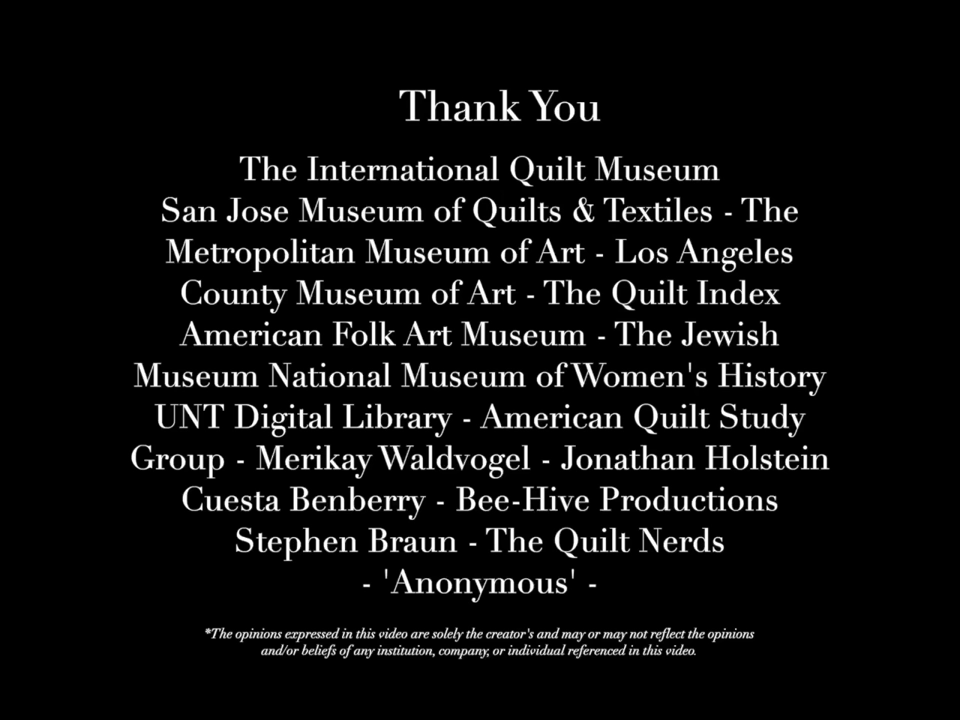 Thank You
The International Quilt Museum
San Jose Museum of Quilts & Textiles - The
Metropolitan Museum of Art - Los Angeles
County Museum of Art - The Quilt Index
American Folk Art Museum - The Jewish
Museum National Museum of Women's History
UNT Digital Library - American Quilt Study
Group - Merikay Waldvogel - Jonathan Holstein
Cuesta Benberry - Bee-Hive Productions
Stephen Braun - The Quilt Nerds
- 'Anonymous' -
*The opinions expressed in this video are solely the creator's and may or may not reflect the opinions
and/or beliefs of any institution, company, or individual referenced in this video.